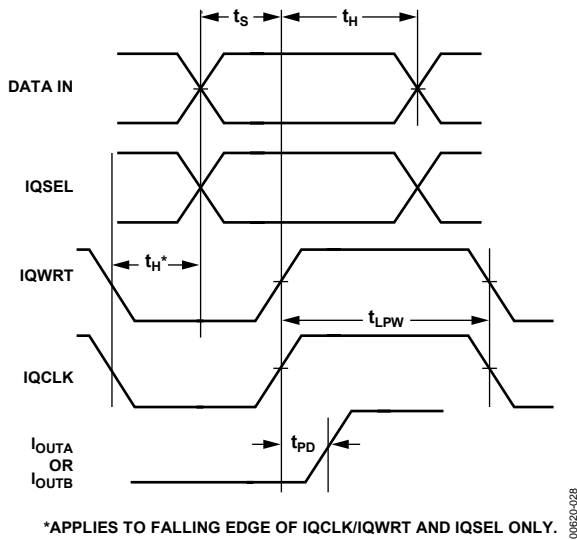 tS
tH
DATA IN
IQSEL
tH*
IQWRT
tLPW
IQCLK
tPD
IOUTA
OR
IOUTB
*APPLIES TO FALLING EDGE OF IQCLK/IQWRT AND IQSEL ONLY.
00620-028